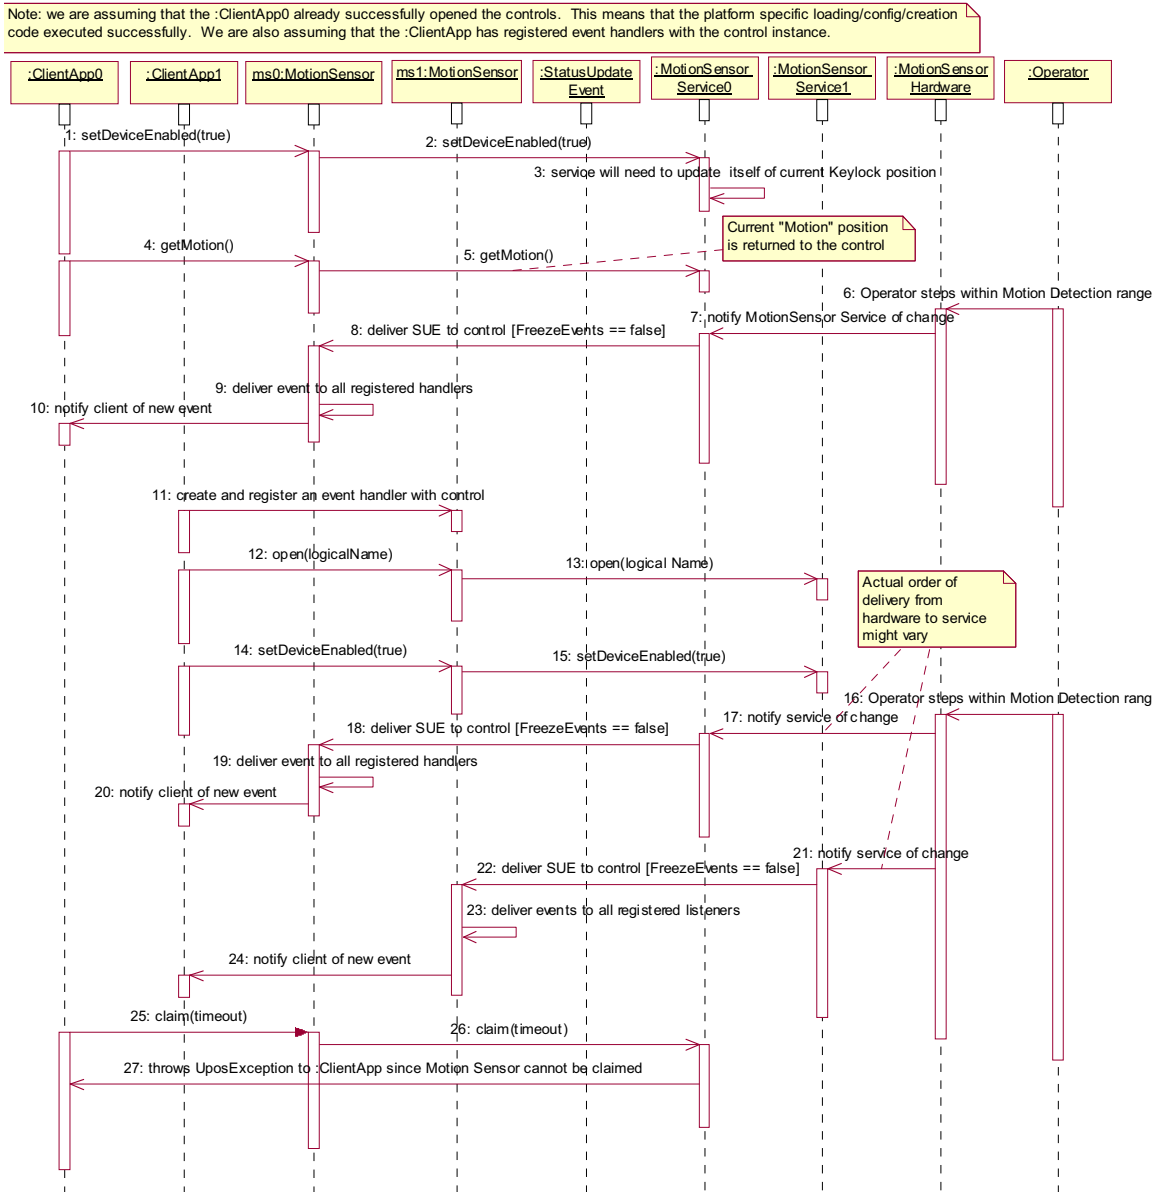 Note: we are assuming that the :ClientApp0 already successfully opened the controls.  This means that the platform specific loading/config/creation
code executed successfully.  We are also assuming that the :ClientApp has registered event handlers with the control instance.
:ClientApp0
:ClientApp1
ms0:MotionSensor
ms1:MotionSensor
:StatusUpdate
Event
:MotionSensor
Service0
:MotionSensor
Service1
:MotionSensor
Hardware
:Operator
1: setDeviceEnabled(true)
2: setDeviceEnabled(true)
3: service will need to update  itself of current Keylock position
Current "Motion" position
is returned to the control
4: getMotion()
5: getMotion()
6: Operator steps within Motion Detection range
7: notify MotionSensor Service of change
8: deliver SUE to control [FreezeEvents == false]
9: deliver event to all registered handlers
10: notify client of new event
11: create and register an event handler with control
12: open(logicalName)
13: open(logical Name)
Actual order of
delivery from
hardware to service
might vary
14: setDeviceEnabled(true)
15: setDeviceEnabled(true)
16: Operator steps within Motion Detection rang
17: notify service of change
18: deliver SUE to control [FreezeEvents == false]
19: deliver event to all registered handlers
20: notify client of new event
21: notify service of change
22: deliver SUE to control [FreezeEvents == false]
23: deliver events to all registered listeners
24: notify client of new event
25: claim(timeout)
26: claim(timeout)
27: throws UposException to :ClientApp since Motion Sensor cannot be claimed